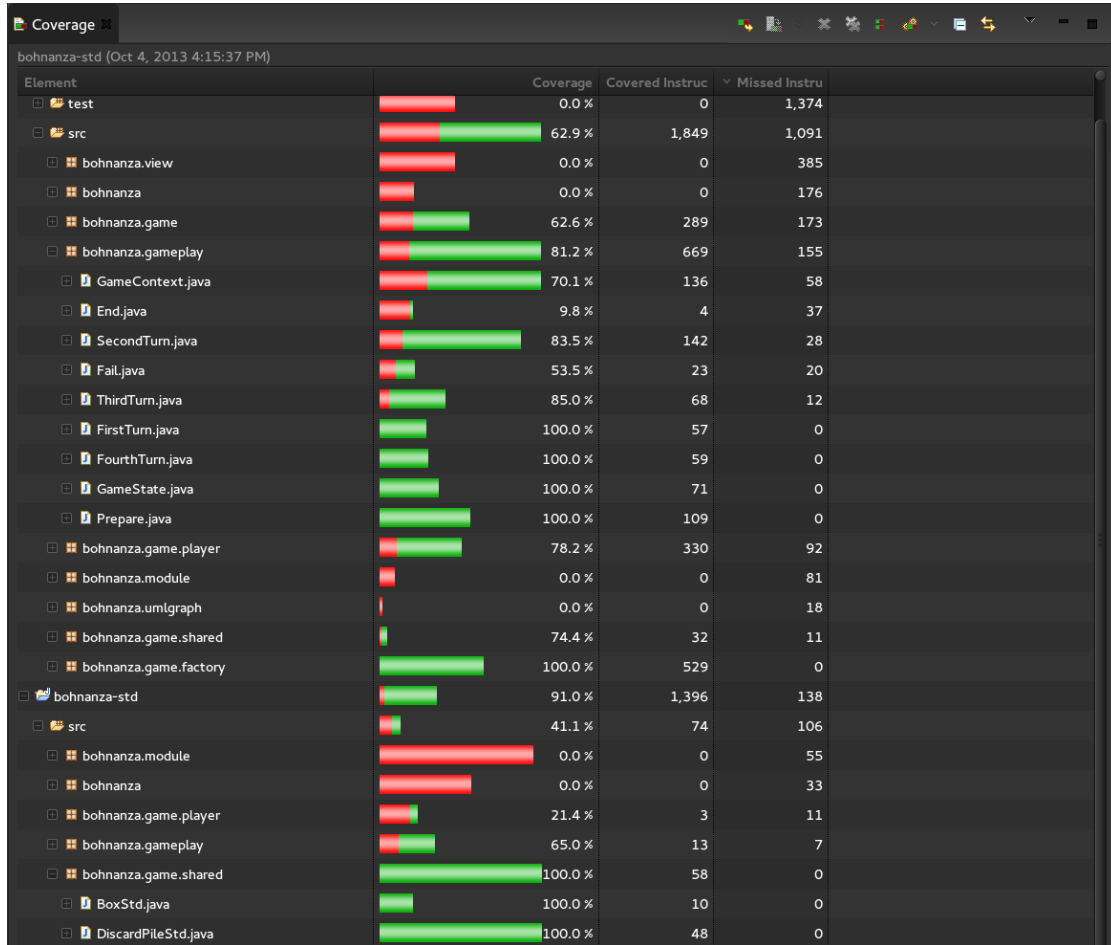 Coverage
bohnanza-std (Oct 4, 2013 4:15:37 PM)
Element Coverage Covered Instruc Missed Instru
test 0.0 % 0 1,374
src 62.9 % 1,849 1,091
bohnanza.view 0.0 % 0 385
bohnanza 0.0 % 0 176
bohnanza.game 62.6 % 289 173
bohnanza.gameplay 81.2 % 669 155
GameContext.java 70.1 % 136 58
End.java 9.8 % 4 37
SecondTurn.java 83.5 % 142 28
Fail.java 53.5 % 23 20
ThirdTurn.java 85.0 % 68 12
FirstTurn.java 100.0 % 57 0
FourthTurn.java 100.0 % 59 0
GameState.java 100.0 % 71 0
Prepare.java 100.0 % 109 0
bohnanza.game.player 78.2 % 330 92
bohnanza.module 0.0 % 0 81
bohnanza.umlgraph 0.0 % 0 18
bohnanza.game.shared 74.4 % 32 11
bohnanza.game.factory 100.0 % 529 0
bohnanza-std 91.0 % 1,396 138
src 41.1 % 74 106
bohnanza.module 0.0 % 0 55
bohnanza 0.0 % 0 33
bohnanza.game.player 21.4 % 3 11
bohnanza.gameplay 65.0 % 13 7
bohnanza.game.shared 100.0 % 58 0
BoxStd.java 100.0 % 10 0
DiscardPileStd.java 100.0 % 48 0